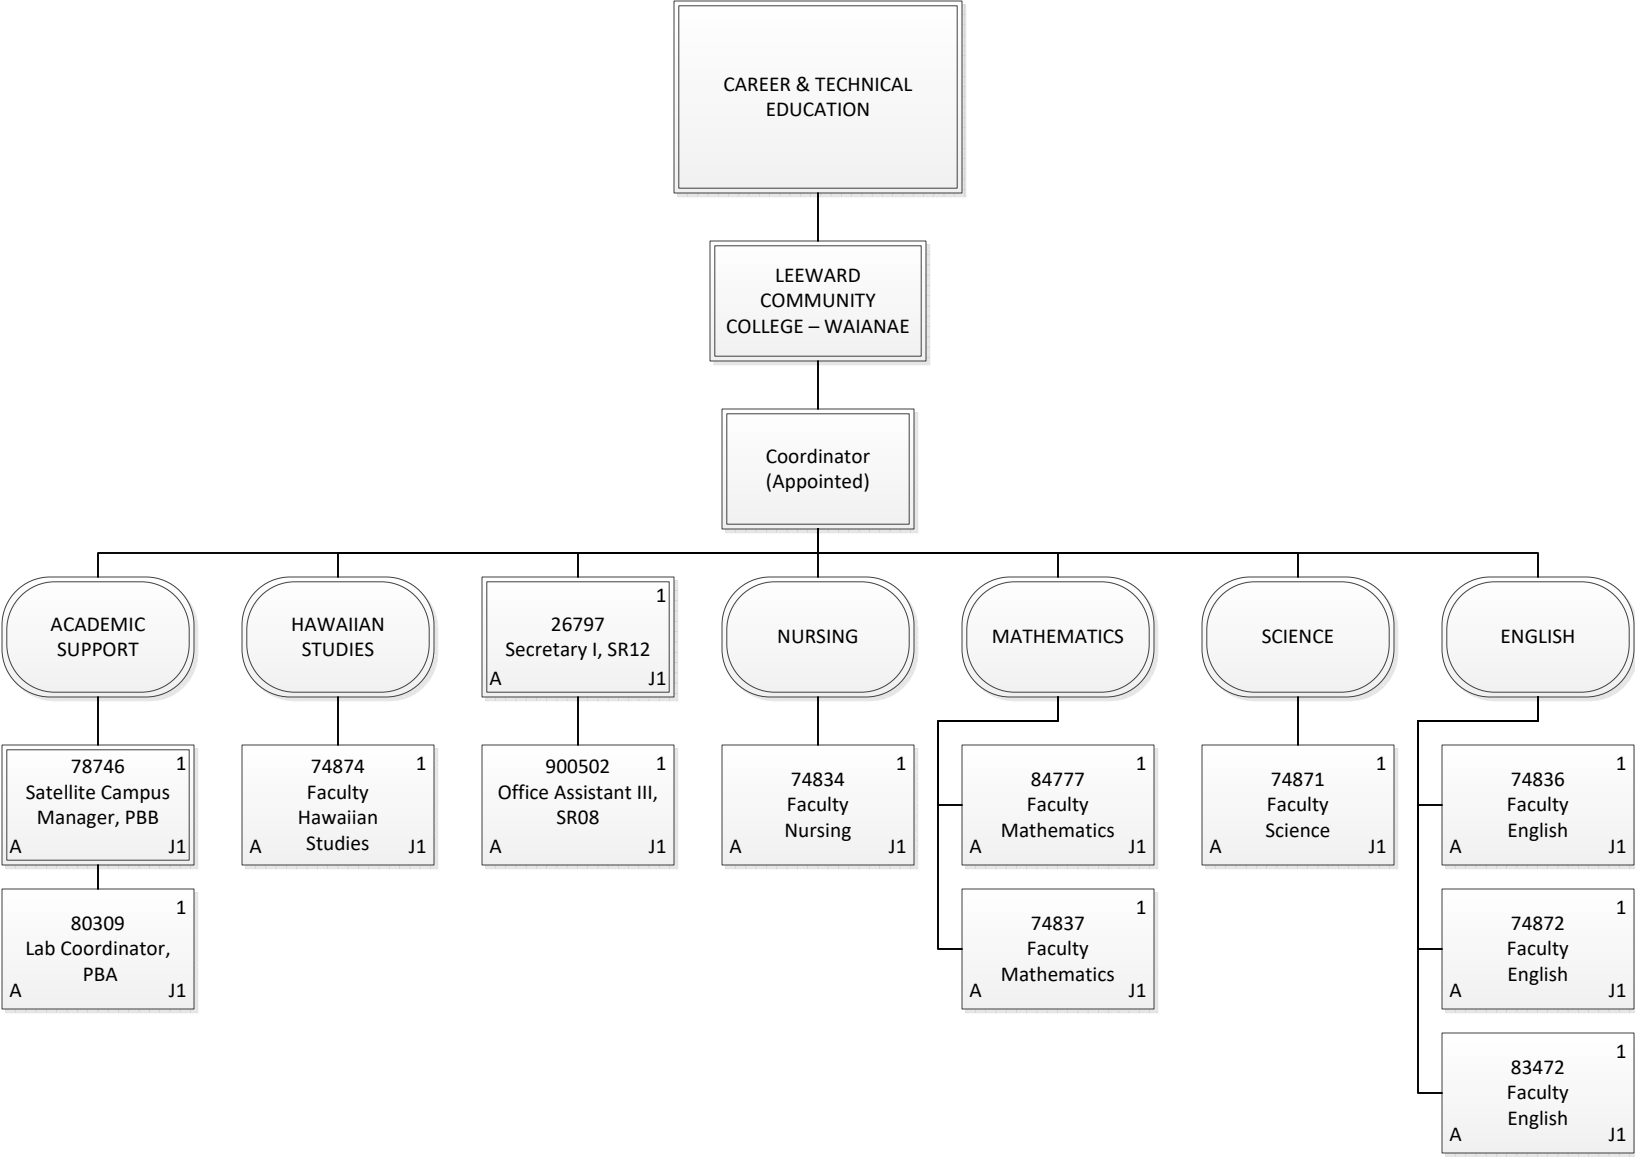 CAREER & TECHNICAL
EDUCATION
LEEWARD
COMMUNITY
COLLEGE – WAIANAE
Coordinator
(Appointed)
ACADEMIC
SUPPORT
HAWAIIAN
STUDIES
1
26797
Secretary I, SR12
A J1
NURSING
MATHEMATICS
SCIENCE
ENGLISH
78746 1
Satellite Campus
Manager, PBB
A J1
74874 1
Faculty
Hawaiian
Studies
A J1
900502 1
Office Assistant III,
SR08
A J1
1
74834
Faculty
Nursing
A J1
1
84777
Faculty
Mathematics
A J1
1
74871
Faculty
Science
A J1
1
74836
Faculty
English
A J1
1
80309
Lab Coordinator,
PBA
A J1
1
74837
Faculty
Mathematics
A J1
1
74872
Faculty
English
A J1
1
83472
Faculty
English
A J1